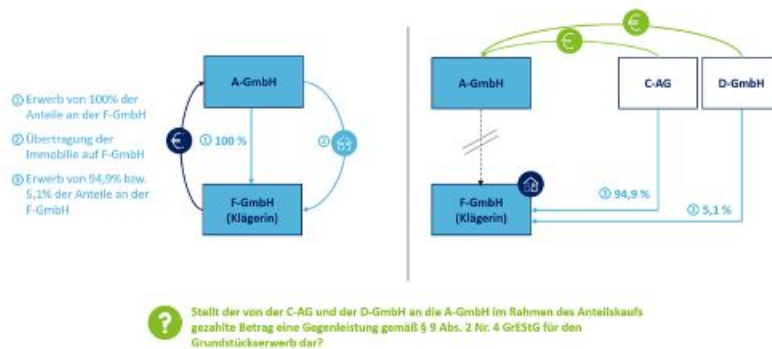 A-GmbH
① Erwerb von 100% der
Anteile an der F-GmbH
② Übertragung der
Immobilie auf F-GmbH
③ Erwerb von 94,9% bzw.
5,1% der Anteile an der
F-GmbH
€
① 100 %
②
F-GmbH
(Klägerin)
€
€
A-GmbH
C-AG
D-GmbH
F-GmbH
(Klägerin)
③ 94,9 %
③ 5,1 %
?
Stellt der von der C-AG und der D-GmbH an die A-GmbH im Rahmen des Anteilskaufs
gezahlte Betrag eine Gegenleistung gemäß § 9 Abs. 2 Nr. 4 GrEStG für den
Grundstückserwerb dar?